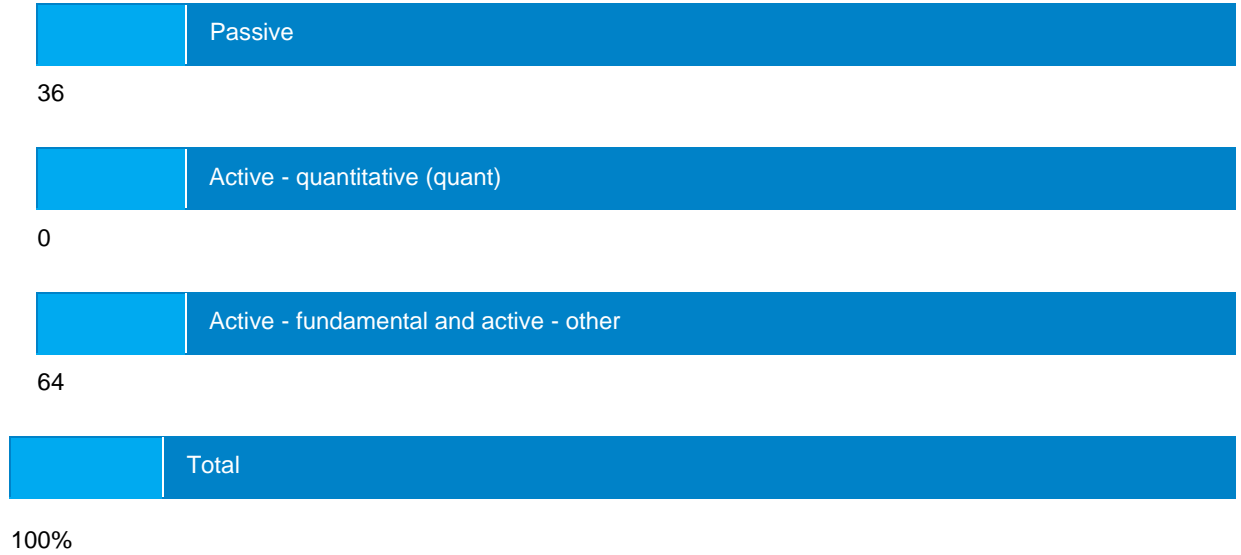 Passive
36
Active - quantitative (quant)
0
Active - fundamental and active - other
64
Total
100%